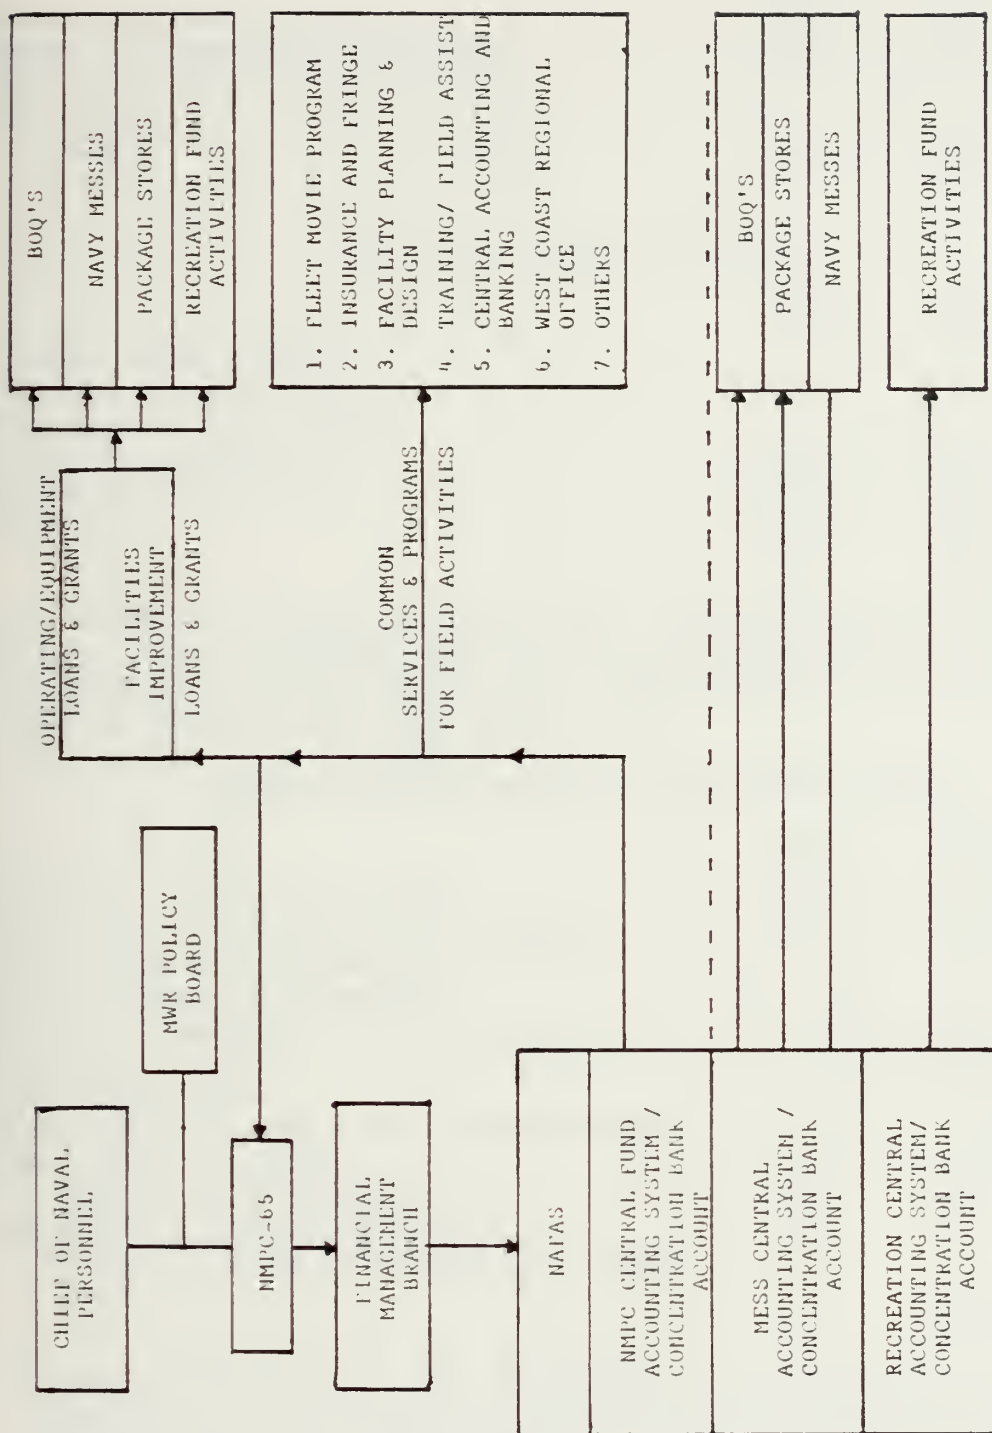 CHIEF OF NAVAL
PERSONNEL
MWR POLICY
BOARD
NMPC-65
FINANCIAL
MANAGEMENT
BRANCH
NAFAS
NMPC CENTRAL FUND
ACCOUNTING SYSTEM /
CONCENTRATION BANK
ACCOUNT
MESS CENTRAL
ACCOUNTING SYSTEM /
CONCENTRATION BANK
ACCOUNT
RECREATION CENTRAL
ACCOUNTING SYSTEM/
CONCENTRATION BANK
ACCOUNT
OPERATING/EQUIPMENT
LOANS & GRANTS
FACILITIES
IMPROVEMENT
LOANS & GRANTS
COMMON
SERVICES & PROGRAMS
FOR FIELD ACTIVITIES
BOQ'S
NAVY MESSES
PACKAGE STORES
RECREATION FUND
ACTIVITIES
1. FLEET MOVIE PROGRAM
2. INSURANCE AND FRINGE
3. FACILITY PLANNING &
DESIGN
4. TRAINING/ FIELD ASSIST
5. CENTRAL ACCOUNTING AND
BANKING
6. WEST COAST REGIONAL
OFFICE
7. OTHERS
BOQ'S
PACKAGE STORES
NAVY MESSES
RECREATION FUND
ACTIVITIES